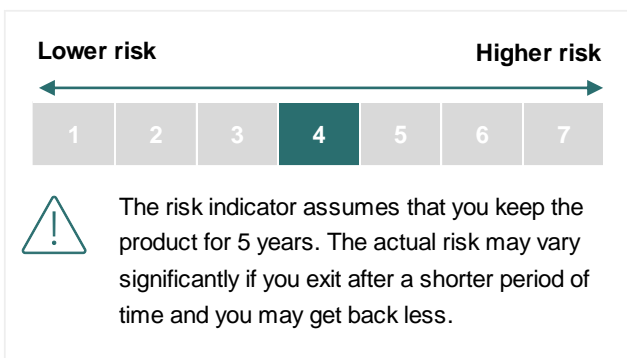 Lower risk Higher risk
1 2 3 4 5 6 7
The risk indicator assumes that you keep the
product for 5 years. The actual risk may vary
significantly if you exit after a shorter period of
time and you may get back less.